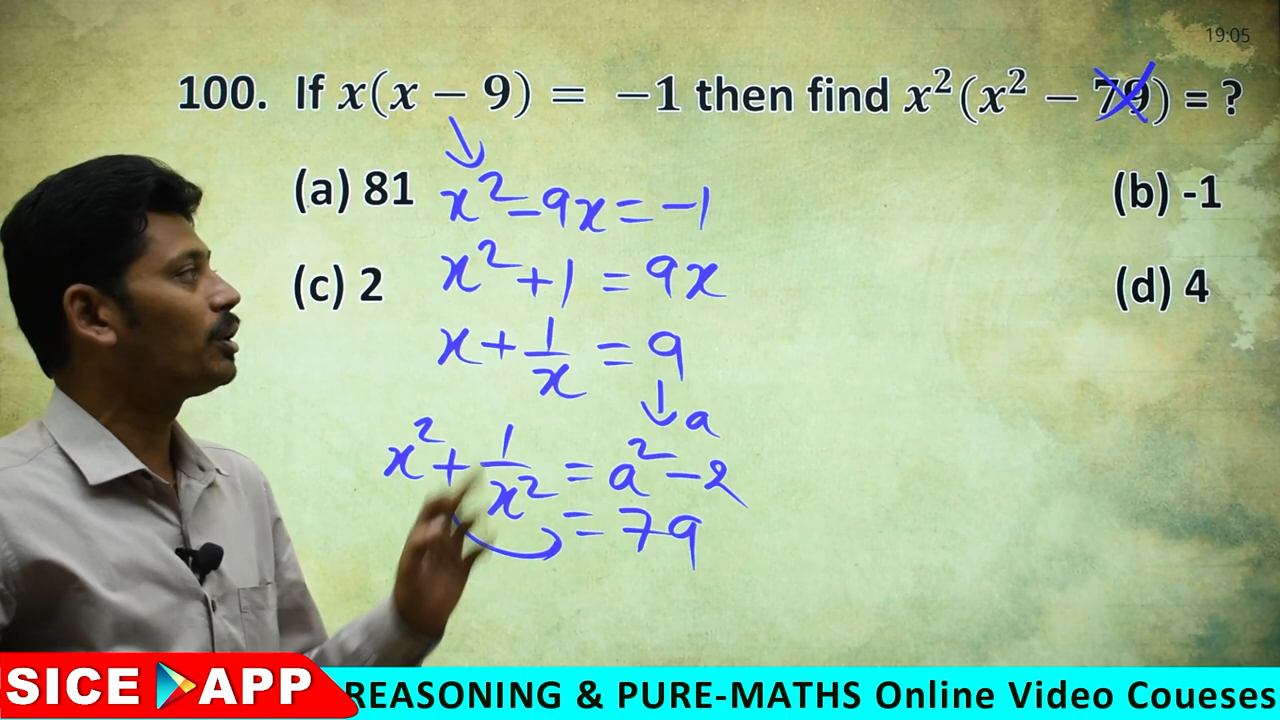 19:05
100. If x(x − 9) = −1 then find x²(x² − 79) = ?
(a) 81
(b) -1
x² − 9x = −1
(c) 2
(d) 4
x² + 1 = 9x
x + 1/x = 9
a
x² + 1/x² = a² − 2
= 79
SICE APP
REASONING & PURE-MATHS Online Video Coueses